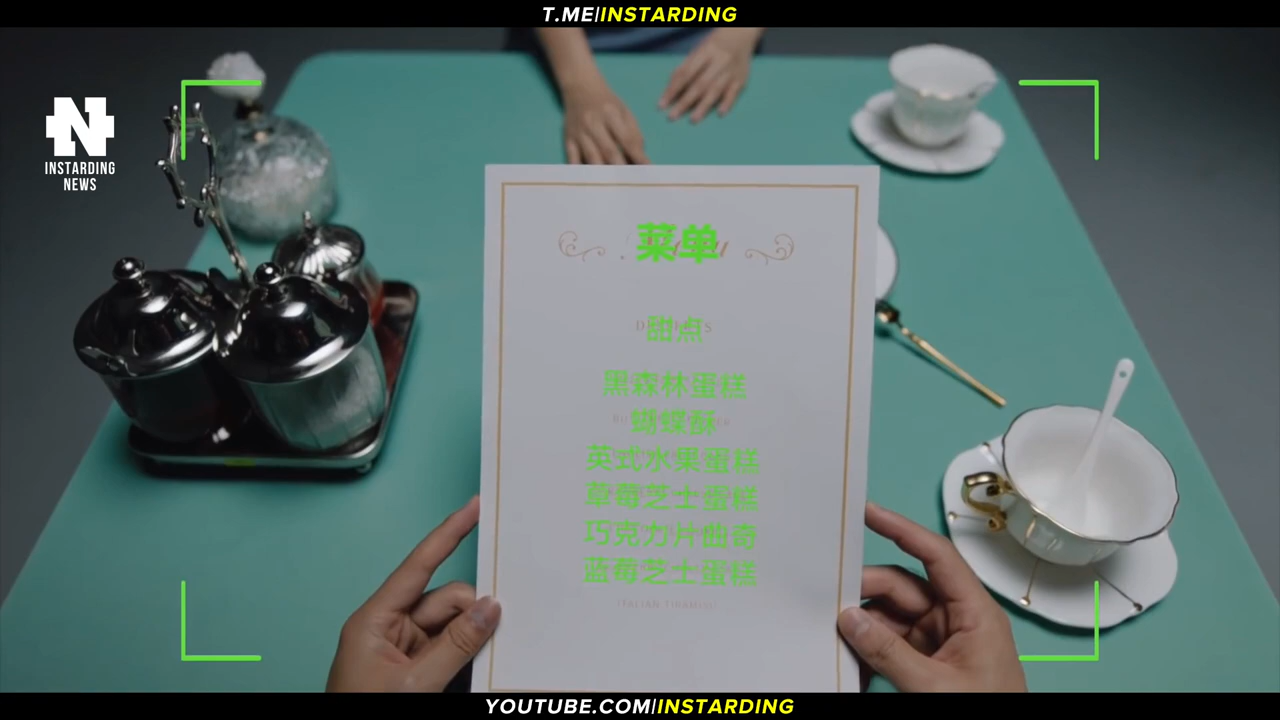 T.ME|INSTARDING
N
INSTARDING
NEWS
菜单
甜点
黑森林蛋糕
蝴蝶酥
英式水果蛋糕
草莓芝士蛋糕
巧克力片曲奇
蓝莓芝士蛋糕
ITALIAN TIRAMISU
YOUTUBE.COM|INSTARDING